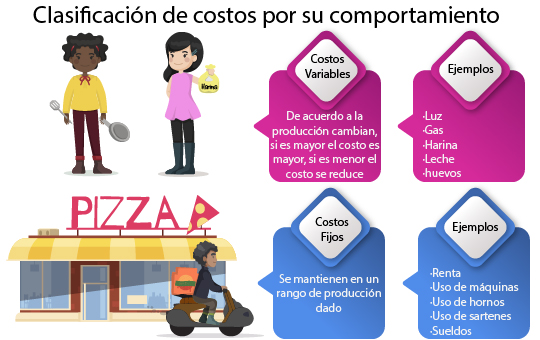 Clasificación de costos por su comportamiento
Costos
Variables
De acuerdo a la
producción cambian,
si es mayor el costo es
mayor, si es menor el
costo se reduce
Ejemplos
·Luz
·Gas
·Harina
·Leche
·huevos
Harina
PIZZA
Costos
Fijos
Se mantienen en un
rango de producción
dado
Ejemplos
·Renta
·Uso de máquinas
·Uso de hornos
·Uso de sartenes
·Sueldos